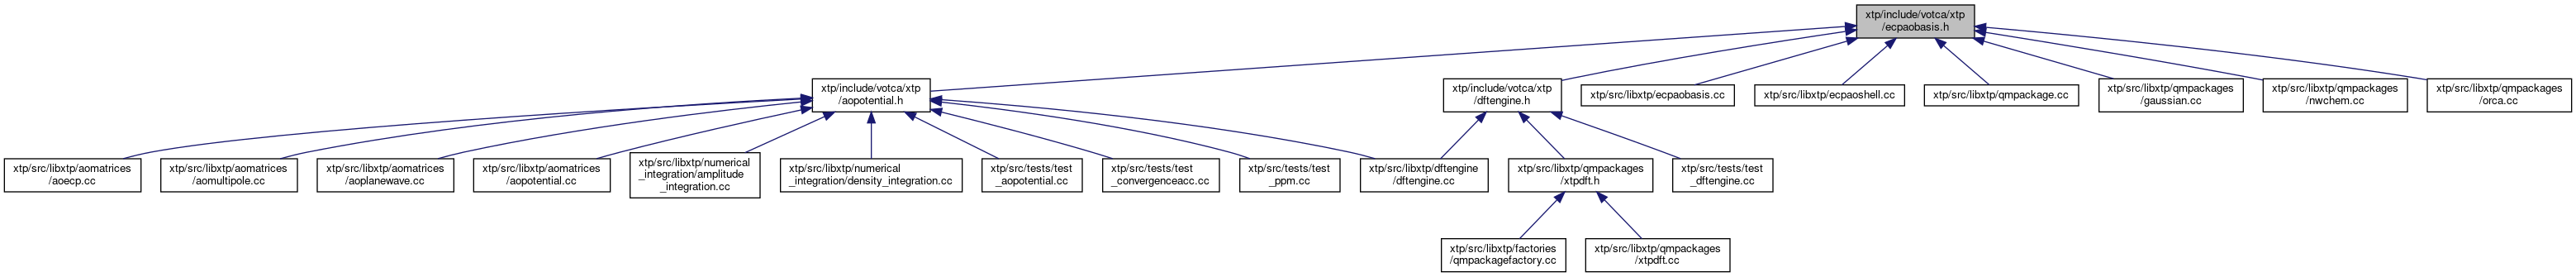 xtp/include/votca/xtp
/ecpaobasis.h
xtp/include/votca/xtp
/aopotential.h
xtp/include/votca/xtp
/dftengine.h
xtp/src/libxtp/ecpaobasis.cc
xtp/src/libxtp/ecpaoshell.cc
xtp/src/libxtp/qmpackage.cc
xtp/src/libxtp/qmpackages
/gaussian.cc
xtp/src/libxtp/qmpackages
/nwchem.cc
xtp/src/libxtp/qmpackages
/orca.cc
xtp/src/libxtp/aomatrices
/aoecp.cc
xtp/src/libxtp/aomatrices
/aomultipole.cc
xtp/src/libxtp/aomatrices
/aoplanewave.cc
xtp/src/libxtp/aomatrices
/aopotential.cc
xtp/src/libxtp/numerical
_integration/amplitude
_integration.cc
xtp/src/libxtp/numerical
_integration/density_integration.cc
xtp/src/tests/test
_aopotential.cc
xtp/src/tests/test
_convergenceacc.cc
xtp/src/tests/test
_ppm.cc
xtp/src/libxtp/dftengine
/dftengine.cc
xtp/src/libxtp/qmpackages
/xtpdft.h
xtp/src/tests/test
_dftengine.cc
xtp/src/libxtp/factories
/qmpackagefactory.cc
xtp/src/libxtp/qmpackages
/xtpdft.cc